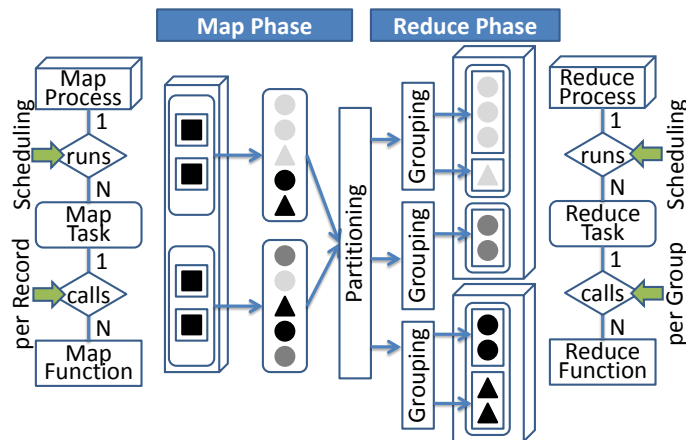 Map Phase
Reduce Phase
Map
Process
1
Scheduling
runs
N
Map
Task
1
per Record
calls
N
Map
Function
Partitioning
Grouping
Grouping
Grouping
Reduce
Process
1
runs
Scheduling
N
Reduce
Task
1
calls
per Group
N
Reduce
Function